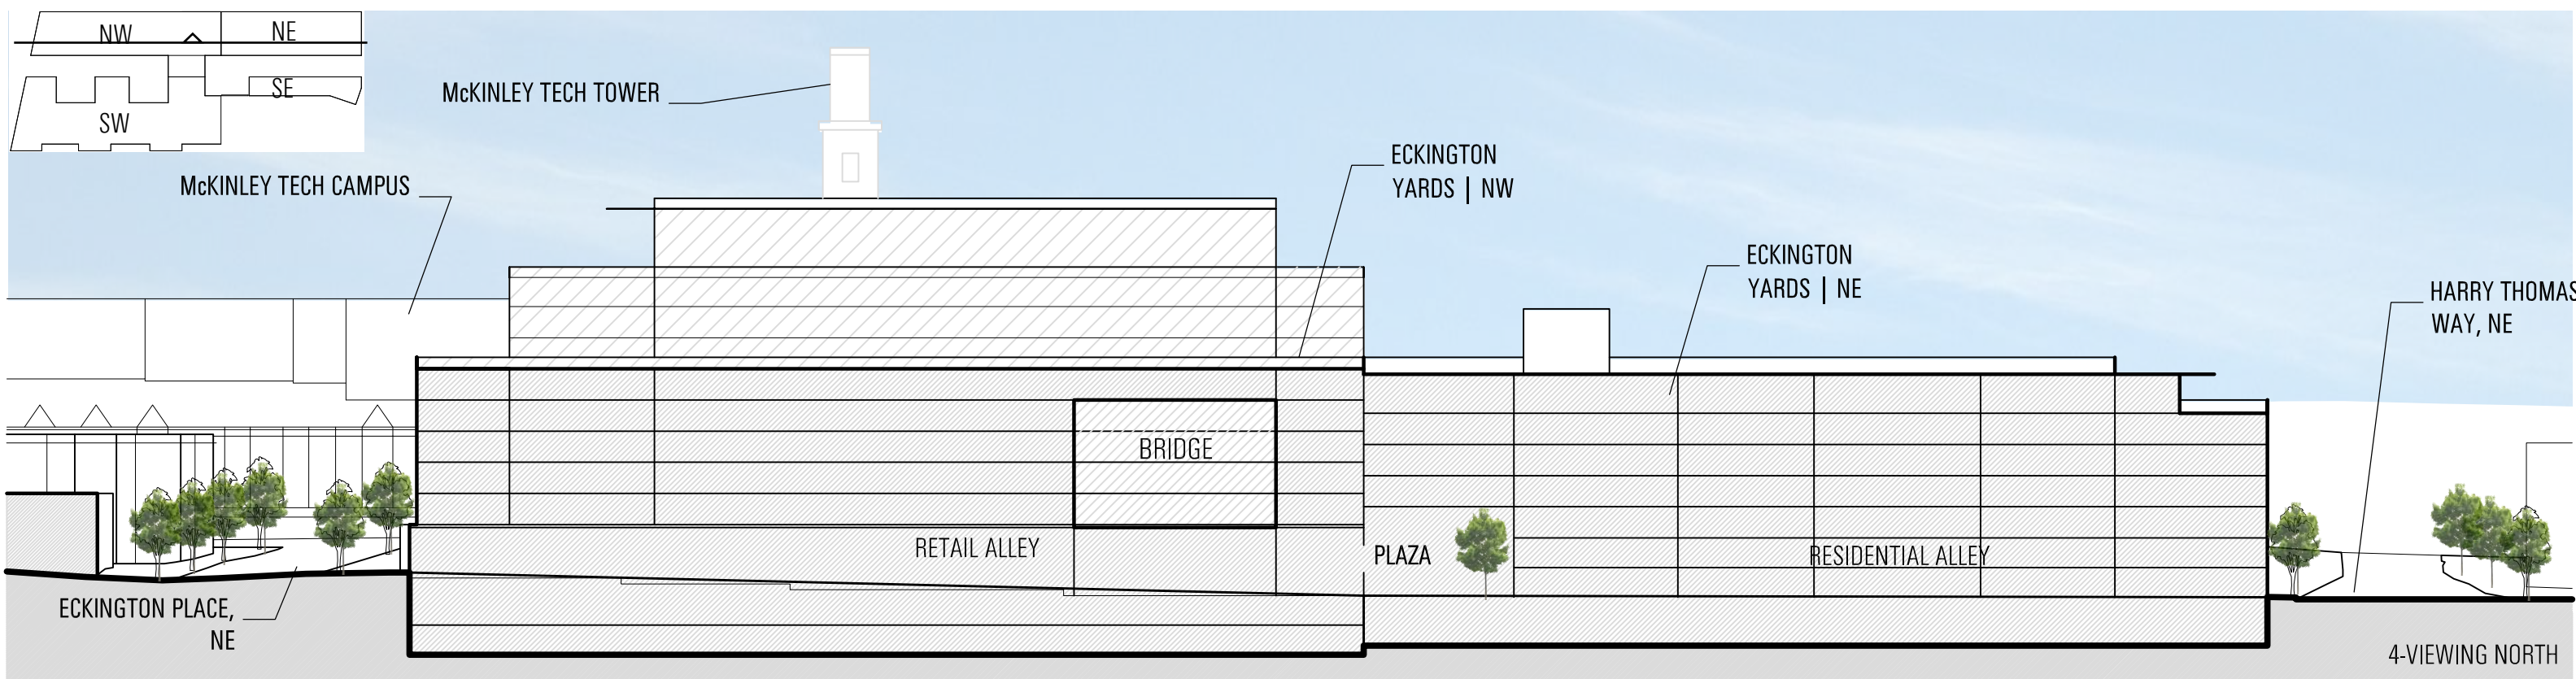 NW
NE
SE
SW
McKINLEY TECH TOWER
McKINLEY TECH CAMPUS
ECKINGTON
YARDS | NW
ECKINGTON
YARDS | NE
HARRY THOMAS
WAY, NE
BRIDGE
RETAIL ALLEY
PLAZA
RESIDENTIAL ALLEY
ECKINGTON PLACE,
NE
4-VIEWING NORTH